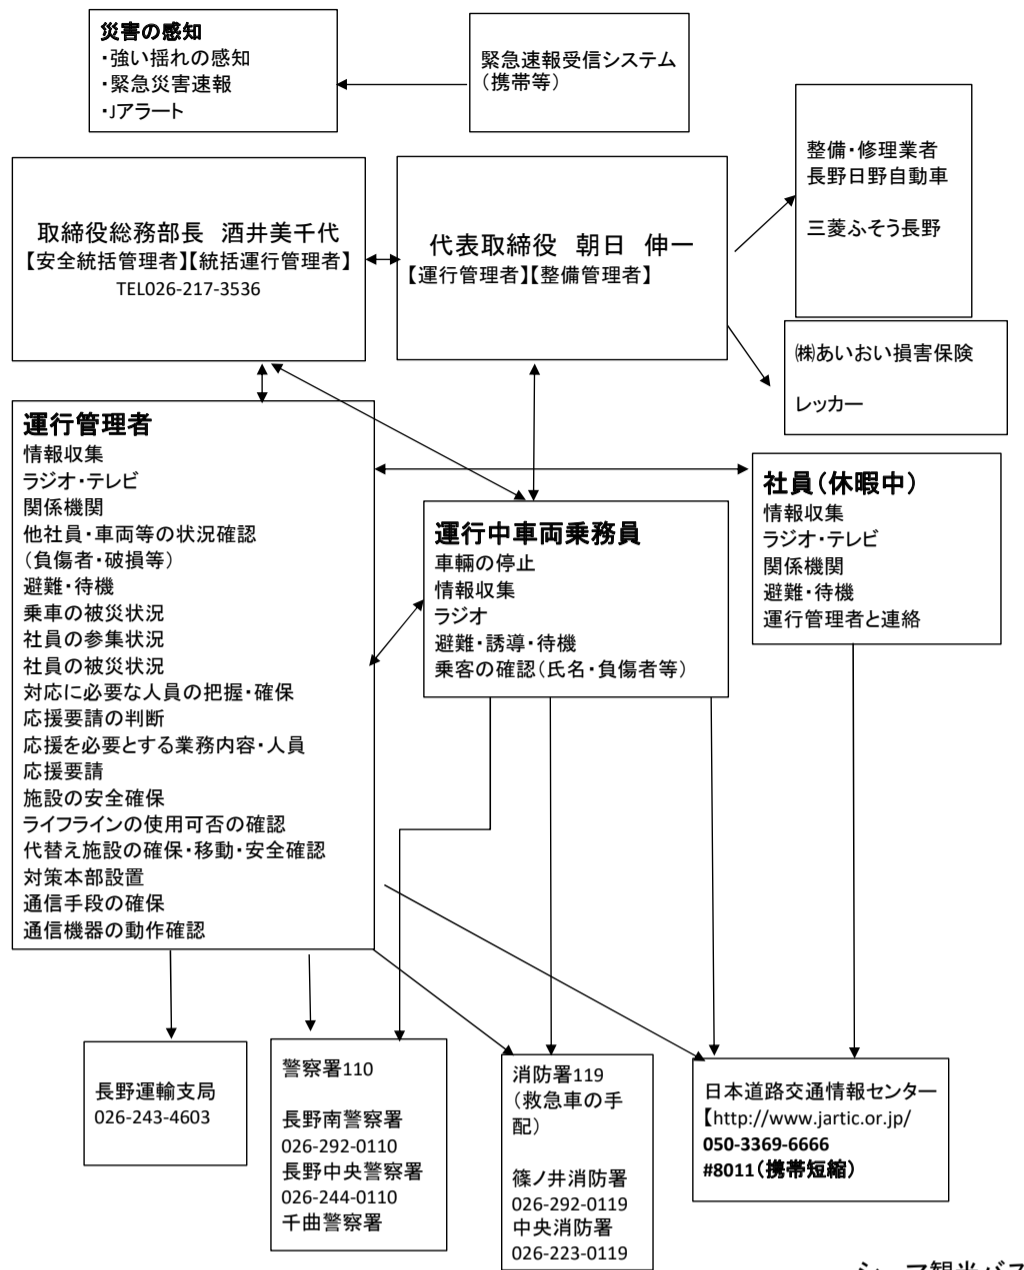 災害の感知
・強い揺れの感知
・緊急災害速報
・Jアラート
緊急速報受信システム
（携帯等）
整備・修理業者
長野日野自動車
三菱ふそう長野
取締役総務部長　酒井美千代
【安全統括管理者】【統括運行管理者】
TEL026-217-3536
代表取締役　朝日　伸一
【運行管理者】【整備管理者】
㈱あいおい損害保険
レッカー
運行管理者
情報収集
ラジオ・テレビ
関係機関
他社員・車両等の状況確認
（負傷者・破損等）
避難・待機
乗車の被災状況
社員の参集状況
社員の被災状況
対応に必要な人員の把握・確保
応援要請の判断
応援を必要とする業務内容・人員
応援要請
施設の安全確保
ライフラインの使用可否の確認
代替え施設の確保・移動・安全確認
対策本部設置
通信手段の確保
通信機器の動作確認
運行中車両乗務員
車輛の停止
情報収集
ラジオ
避難・誘導・待機
乗客の確認（氏名・負傷者等）
社員（休暇中）
情報収集
ラジオ・テレビ
関係機関
避難・待機
運行管理者と連絡
長野運輸支局
026-243-4603
警察署110
長野南警察署
026-292-0110
長野中央警察署
026-244-0110
千曲警察署
消防署119
（救急車の手
配）
篠ノ井消防署
026-292-0119
中央消防署
026-223-0119
日本道路交通情報センター
【http://www.jartic.or.jp/
050-3369-6666
#8011（携帯短縮）